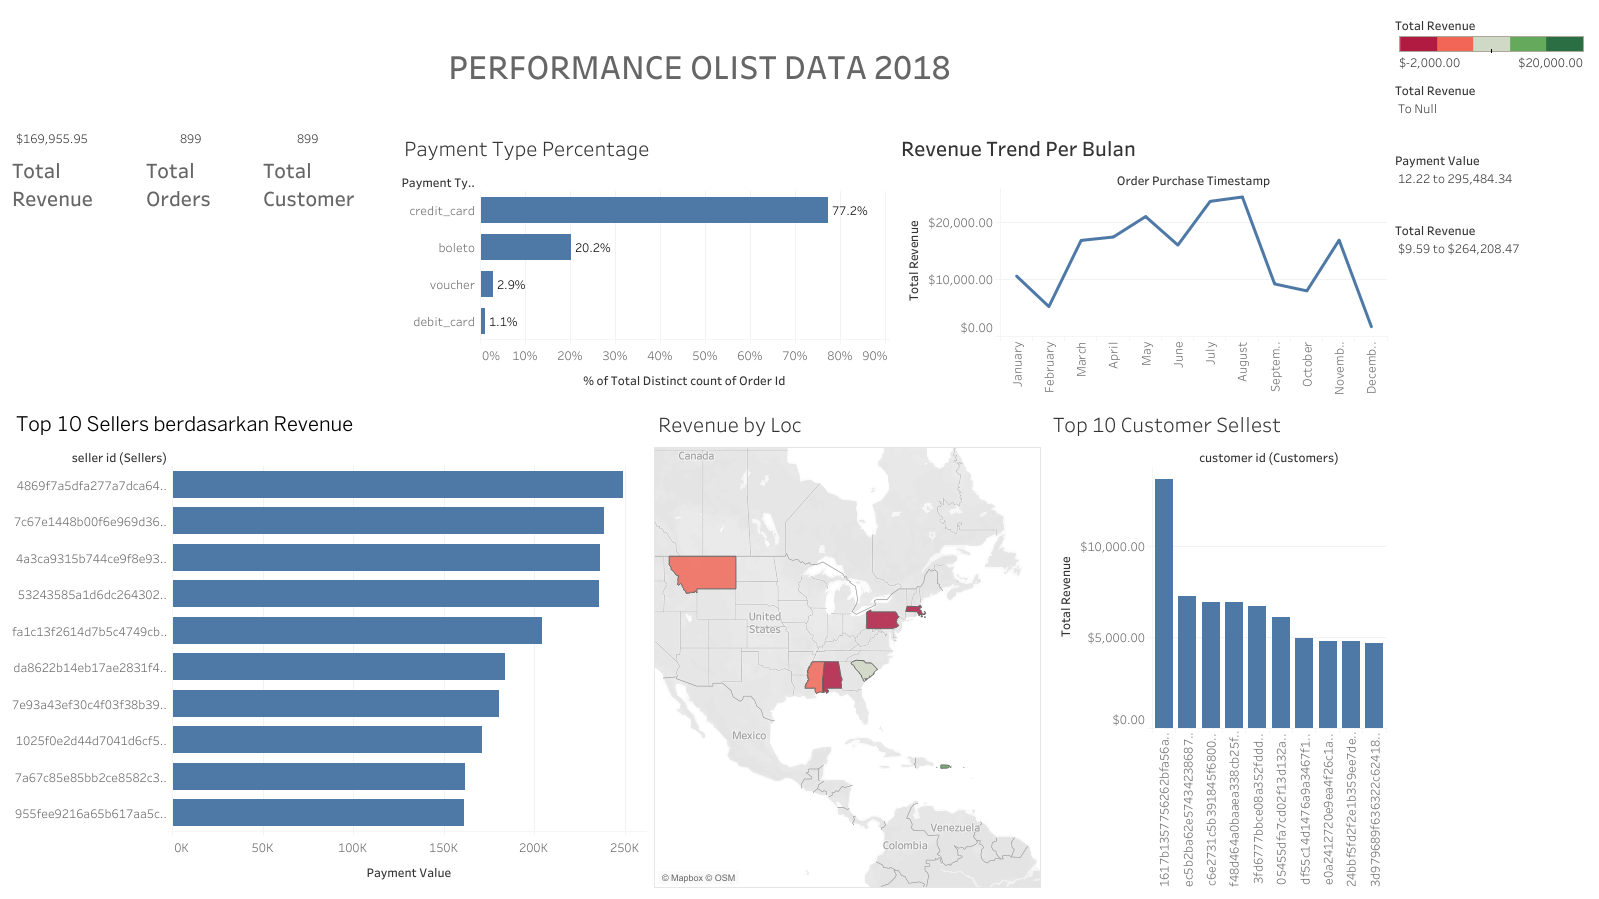 PERFORMANCE OLIST DATA 2018
Total Revenue
$-2,000.00 $20,000.00
Total Revenue
To Null
Payment Value
12.22 to 295,484.34
Total Revenue
$9.59 to $264,208.47
$169,955.95
Total
Revenue
899
Total
Orders
899
Total
Customer
Payment Type Percentage
Payment Ty..
credit_card 77.2%
boleto 20.2%
voucher 2.9%
debit_card 1.1%
0% 10% 20% 30% 40% 50% 60% 70% 80% 90%
% of Total Distinct count of Order Id
Revenue Trend Per Bulan
Order Purchase Timestamp
Total Revenue
$20,000.00
$10,000.00
$0.00
January
February
March
April
May
June
July
August
Septem..
October
Novemb..
Decemb..
Top 10 Sellers berdasarkan Revenue
seller id (Sellers)
4869f7a5dfa277a7dca64..
7c67e1448b00f6e969d36..
4a3ca9315b744ce9f8e93..
53243585a1d6dc264302..
fa1c13f2614d7b5c4749cb..
da8622b14eb17ae2831f4..
7e93a43ef30c4f03f38b39..
1025f0e2d44d7041d6cf5..
7a67c85e85bb2ce8582c3..
955fee9216a65b617aa5c..
0K 50K 100K 150K 200K 250K
Payment Value
Revenue by Loc
Canada
United
States
Mexico
Venezuela
Colombia
© Mapbox © OSM
Top 10 Customer Sellest
customer id (Customers)
Total Revenue
$10,000.00
$5,000.00
$0.00
1617b1357756262bfa56a..
ec5b2ba62e57434238687..
c6e2731c5b391845f6800..
f48d464a0baaea338cb25f..
3fd6777bbce08a352fddd..
05455dfa7cd02f13d132a..
df55c14d1476a9a3467f1..
e0a2412720e9ea4f26c1a..
24bbf5fd2f2e1b359ee7de..
3d979689f636322c62418..